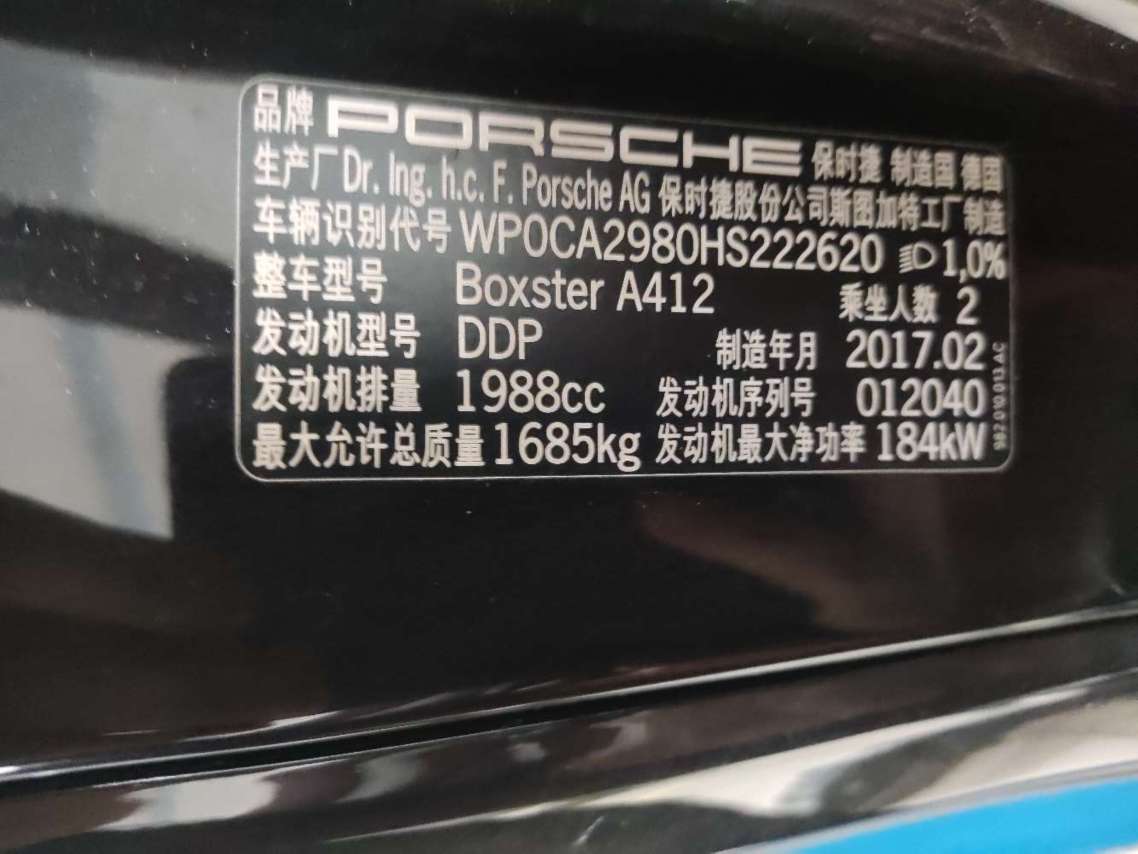 品牌 PORSCHE 保时捷 制造国 德国
生产厂 Dr. Ing. h.c. F. Porsche AG 保时捷股份公司斯图加特工厂制造
车辆识别代号 WP0CA2980HS222620 1,0%
整车型号 Boxster A412 乘坐人数 2
发动机型号 DDP 制造年月 2017.02
发动机排量 1988cc 发动机序列号 012040
最大允许总质量 1685kg 发动机最大净功率 184kW
982.010.013.AC